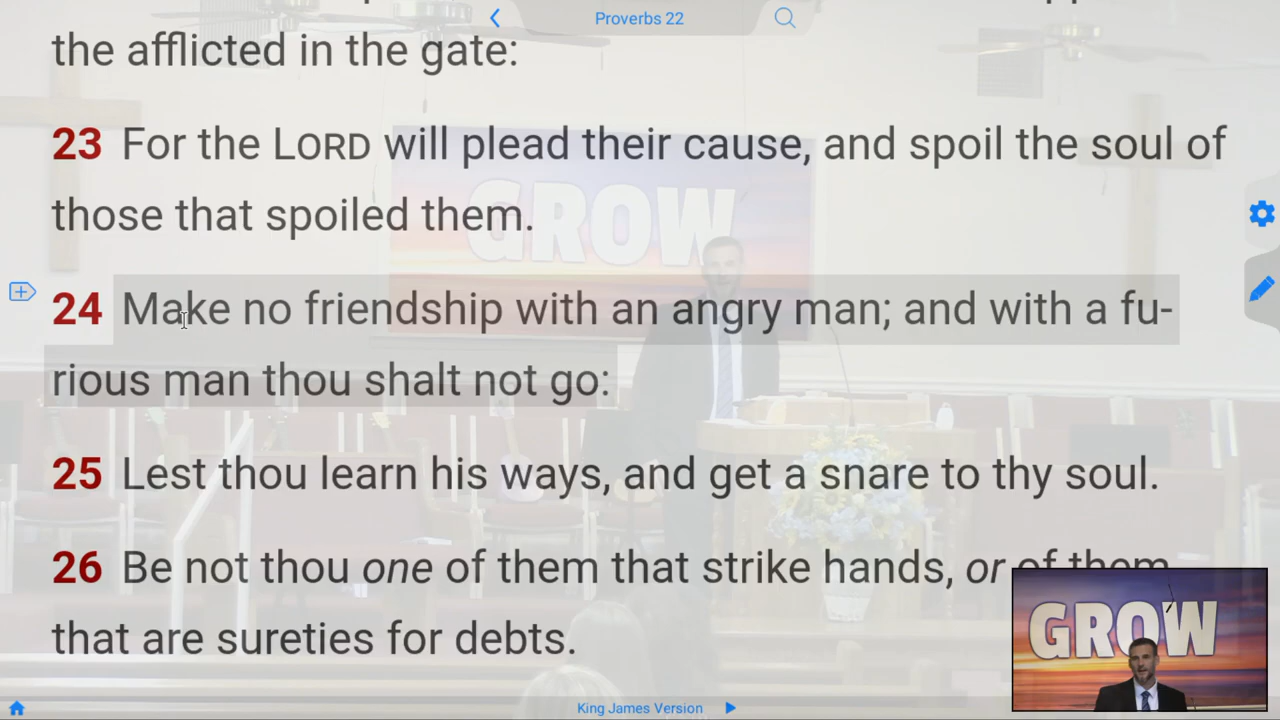 Proverbs 22
the afflicted in the gate:
23 For the LORD will plead their cause, and spoil the soul of
those that spoiled them.
GROW
24 Make no friendship with an angry man; and with a fu-
rious man thou shalt not go:
25 Lest thou learn his ways, and get a snare to thy soul.
26 Be not thou one of them that strike hands, or of them
that are sureties for debts.
GROW
King James Version